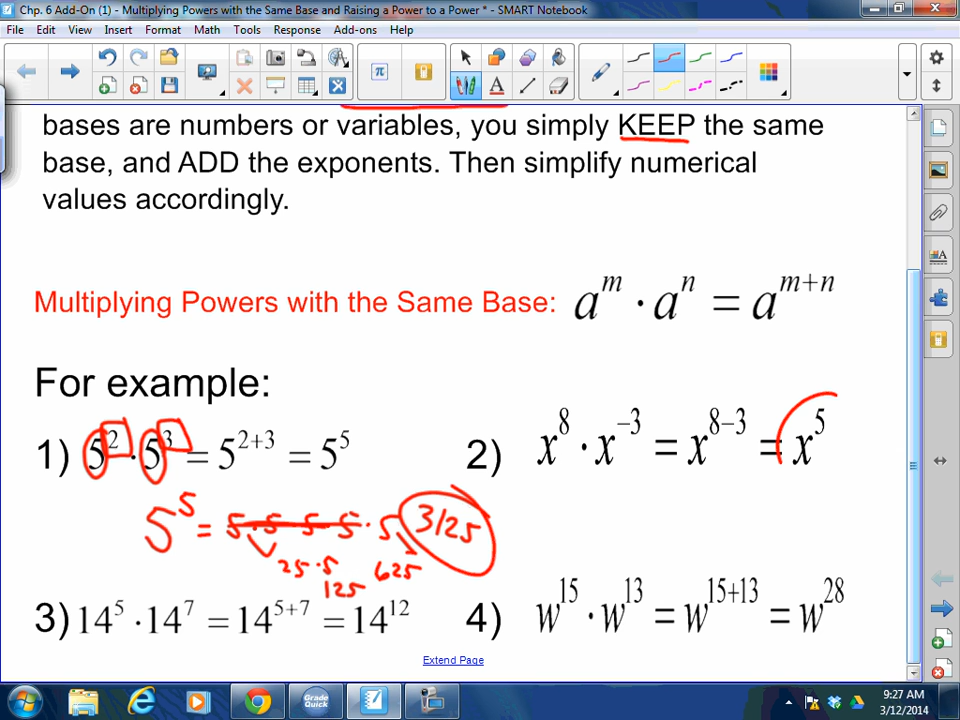 Chp. 6 Add-On (1) - Multiplying Powers with the Same Base and Raising a Power to a Power * - SMART Notebook
File Edit View Insert Format Math Tools Response Add-ons Help
bases are numbers or variables, you simply KEEP the same
base, and ADD the exponents. Then simplify numerical
values accordingly.
Multiplying Powers with the Same Base: a^m · a^n = a^{m+n}
For example:
1) 5^2 · 5^3 = 5^{2+3} = 5^5
2) x^8 · x^{-3} = x^{8-3} = x^5
5^5 = 5·5·5·5·5 3125
25·5 625
125
3) 14^5 · 14^7 = 14^{5+7} = 14^{12}
4) w^{15} · w^{13} = w^{15+13} = w^{28}
Extend Page
Grade Quick
9:27 AM
3/12/2014